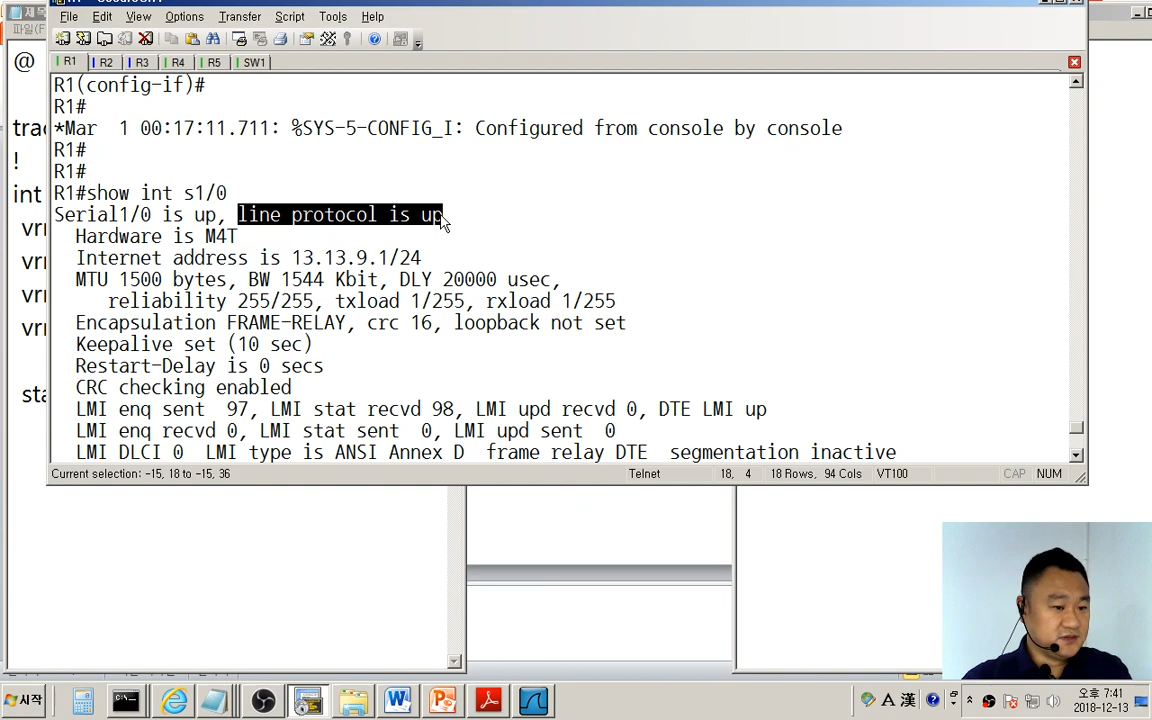 File Edit View Options Transfer Script Tools Help
R1 R2 R3 R4 R5 SW1
R1(config-if)#
R1#
*Mar  1 00:17:11.711: %SYS-5-CONFIG_I: Configured from console by console
R1#
R1#
R1#show int s1/0
Serial1/0 is up, line protocol is up
Hardware is M4T
Internet address is 13.13.9.1/24
MTU 1500 bytes, BW 1544 Kbit, DLY 20000 usec,
reliability 255/255, txload 1/255, rxload 1/255
Encapsulation FRAME-RELAY, crc 16, loopback not set
Keepalive set (10 sec)
Restart-Delay is 0 secs
CRC checking enabled
LMI enq sent  97, LMI stat recvd 98, LMI upd recvd 0, DTE LMI up
LMI enq recvd 0, LMI stat sent  0, LMI upd sent  0
LMI DLCI 0  LMI type is ANSI Annex D  frame relay DTE  segmentation inactive
Current selection: -15, 18 to -15, 36 Telnet 18, 4 18 Rows, 94 Cols VT100 CAP NUM
@
!
int
시작
A 漢
오후 7:41
2018-12-13